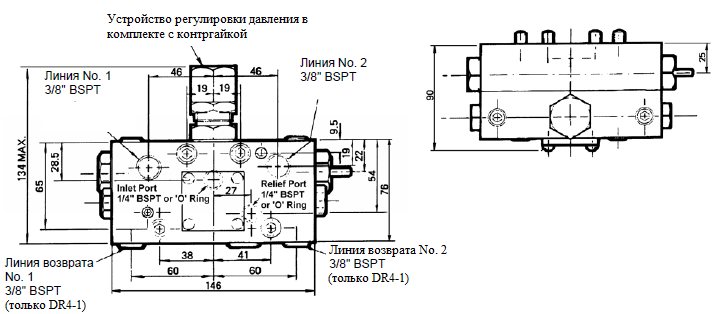 Устройство регулировки давления в
комплекте с контргайкой
Линия No. 1
3/8" BSPT
Линия No. 2
3/8" BSPT
46
46
19
19
9.5
134 MAX.
65
28.5
19
22
54
76
Inlet Port
1/4" BSPT or 'O' Ring
27
Relief Port
1/4" BSPT
or 'O' Ring
38
41
60
60
146
Линия возврата
No. 1
3/8" BSPT
(только DR4-1)
Линия возврата No. 2
3/8" BSPT
(только DR4-1)
90
25